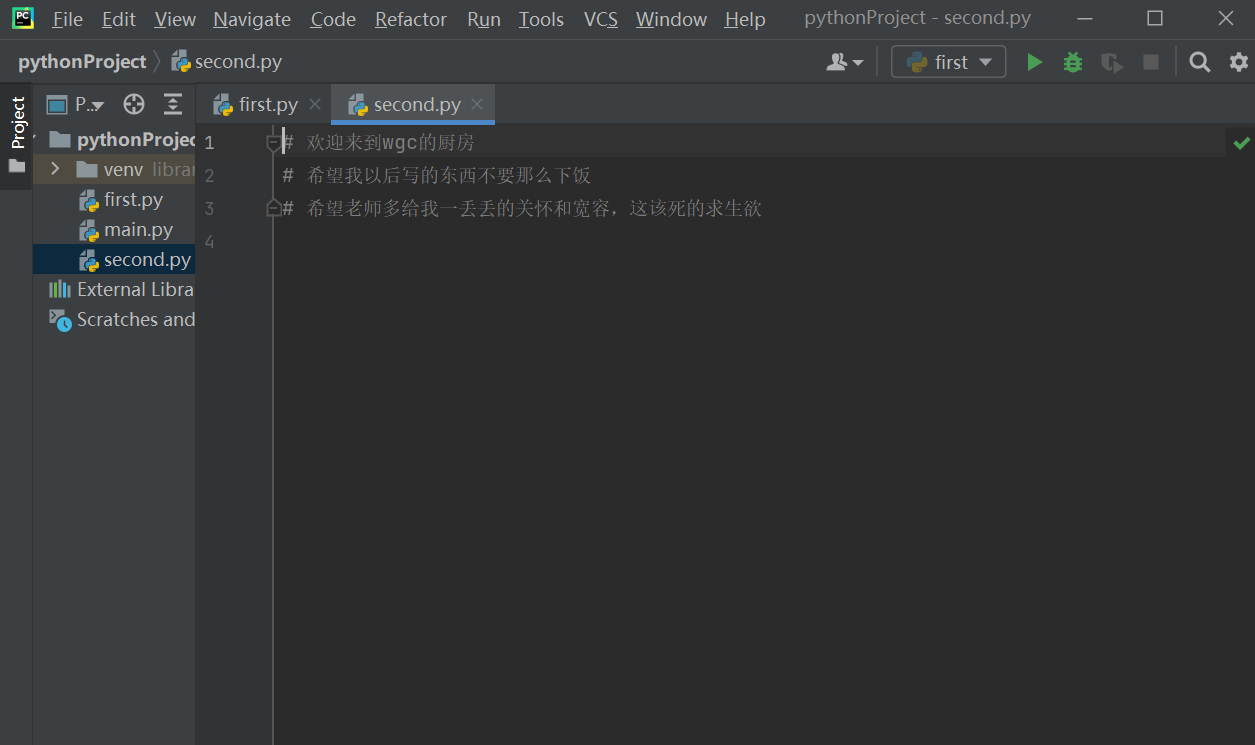 PC File Edit View Navigate Code Refactor Run Tools VCS Window Help pythonProject - second.py
pythonProject second.py first
Project
P.. first.py second.py
pythonProjec
venv librar
first.py
main.py
second.py
External Libra
Scratches and
1 # 欢迎来到wgc的厨房
2 # 希望我以后写的东西不要那么下饭
3 # 希望老师多给我一丢丢的关怀和宽容，这该死的求生欲
4